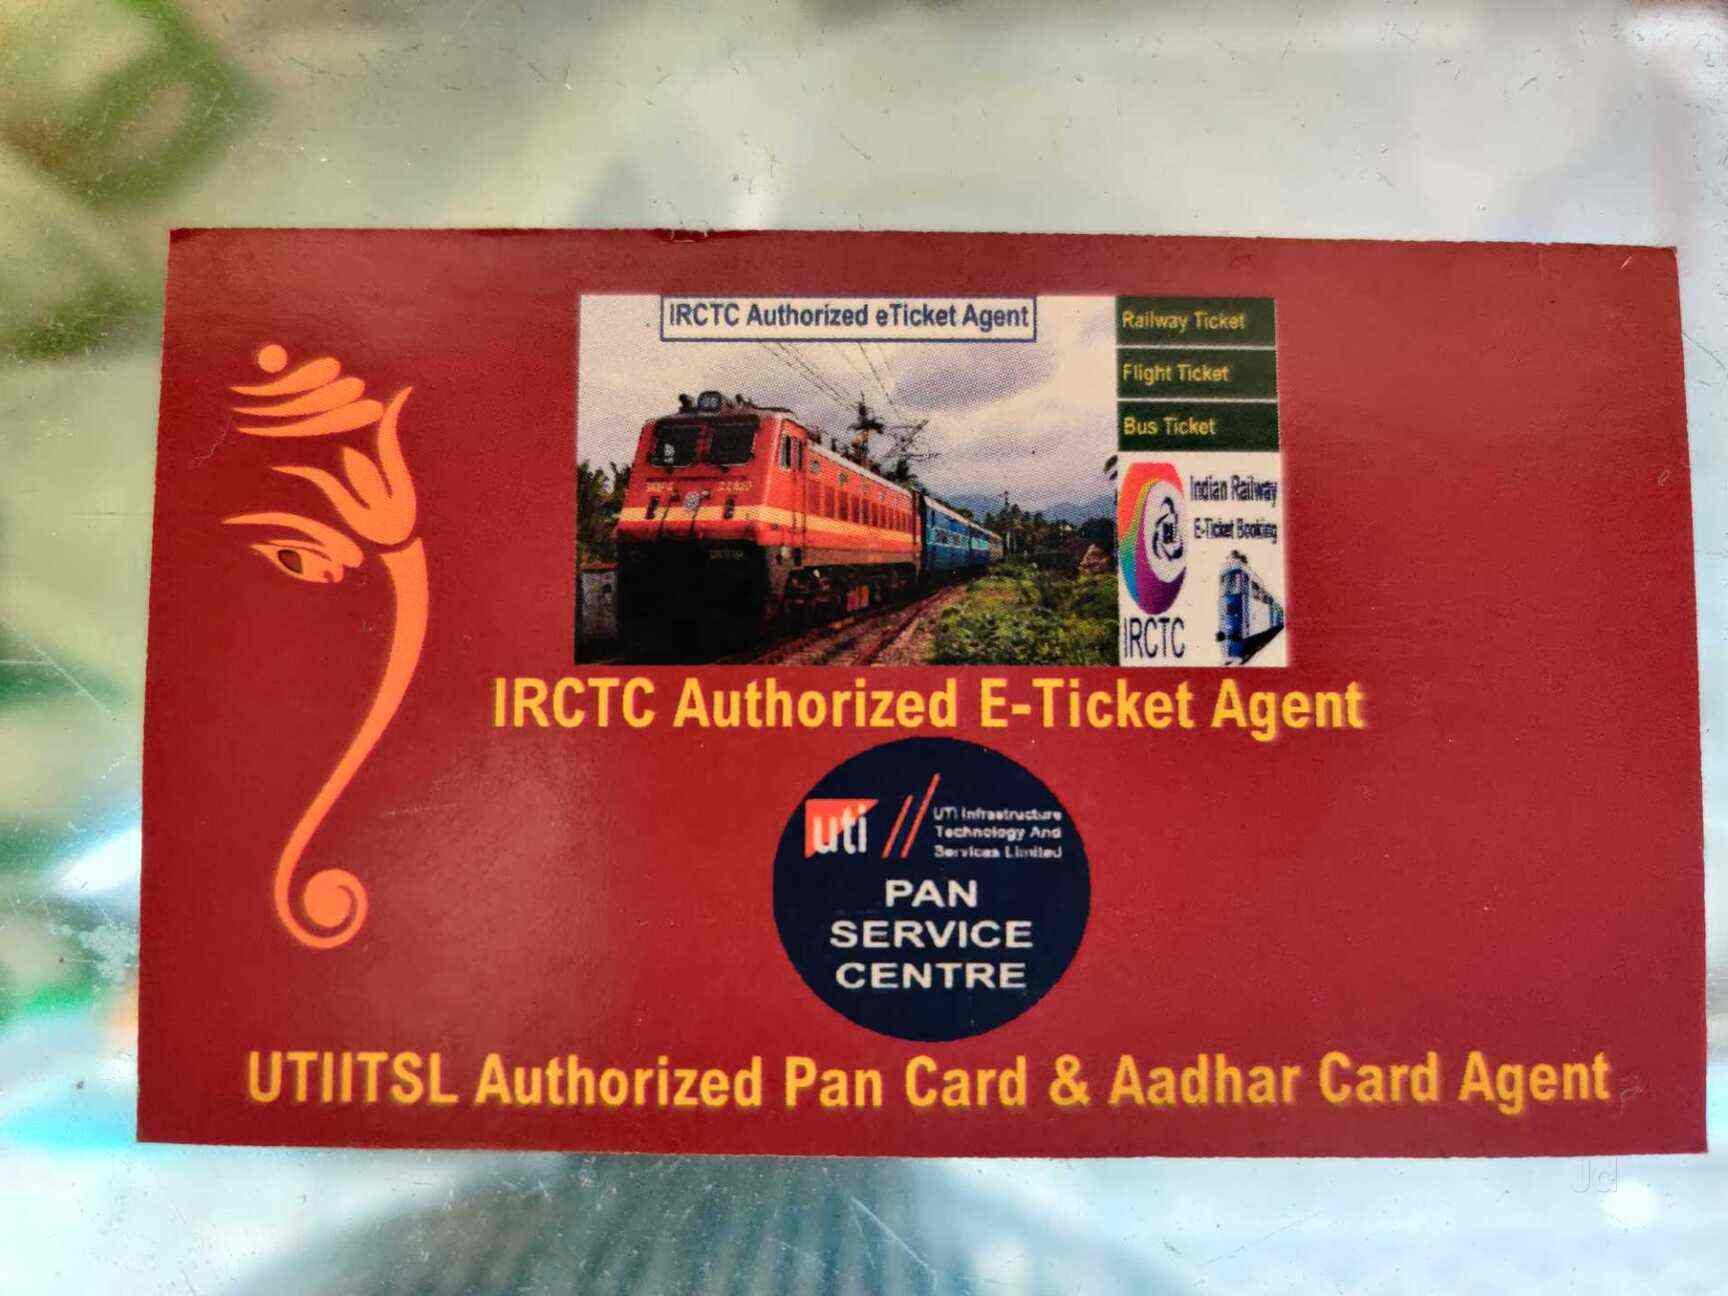 IRCTC Authorized eTicket Agent
Railway Ticket
Flight Ticket
Bus Ticket
Indian Railway
E-Ticket Booking
IRCTC
IRCTC Authorized E-Ticket Agent
uti
UTI Infrastructure
Technology And
Services Limited
PAN
SERVICE
CENTRE
UTIITSL Authorized Pan Card & Aadhar Card Agent
Jd